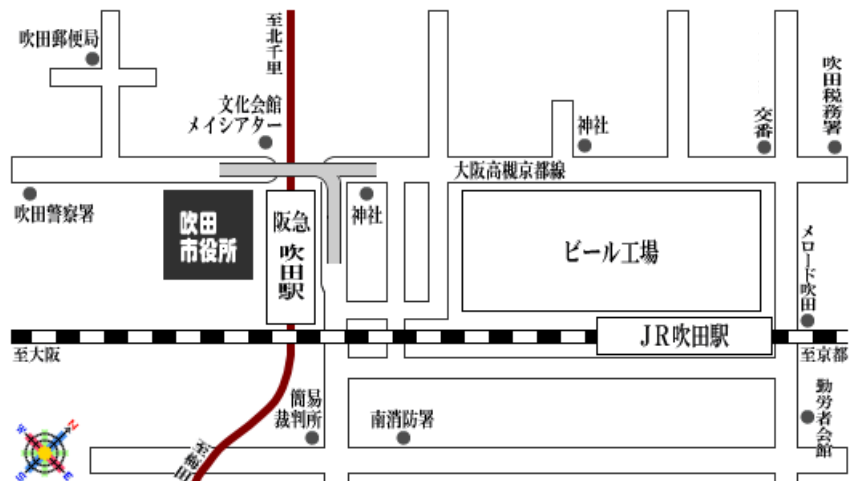 吹田郵便局
至北千里
文化会館
メイシアター
神社
交番
吹田税務署
大阪高槻京都線
吹田警察署
吹田
市役所
阪急
吹田駅
神社
ビール工場
メロード吹田
JR吹田駅
至大阪
至京都
簡易
裁判所
南消防署
勤労者会館
N
W
S
E